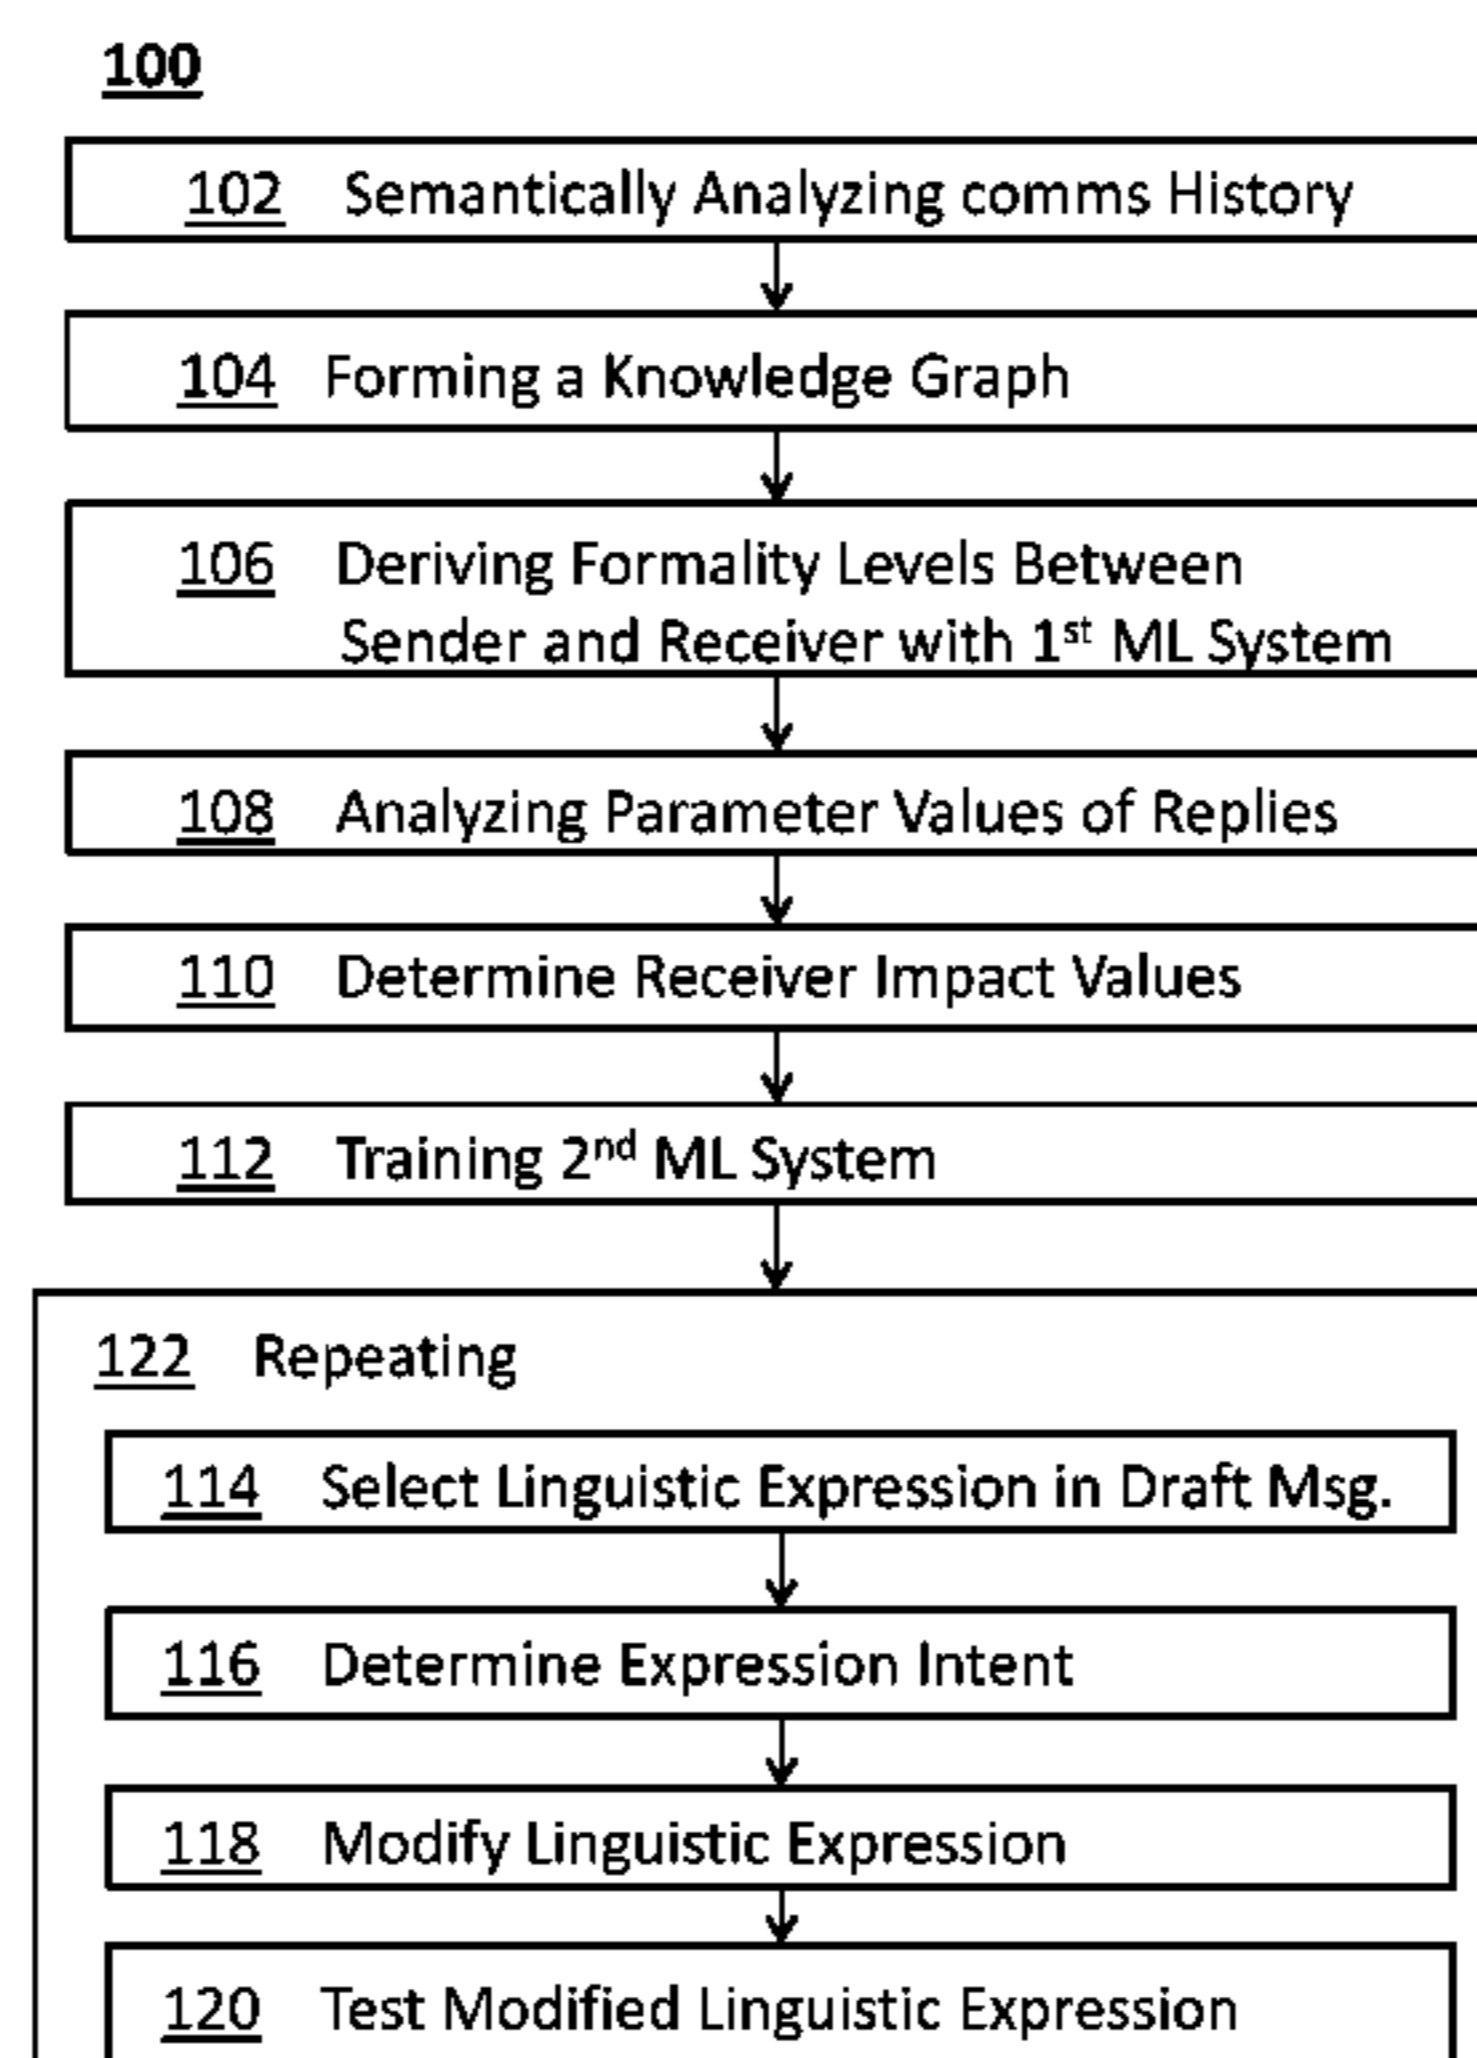 100
102 Semantically Analyzing comms History
104 Forming a Knowledge Graph
106 Deriving Formality Levels Between
Sender and Receiver with 1st ML System
108 Analyzing Parameter Values of Replies
110 Determine Receiver Impact Values
112 Training 2nd ML System
122 Repeating
114 Select Linguistic Expression in Draft Msg.
116 Determine Expression Intent
118 Modify Linguistic Expression
120 Test Modified Linguistic Expression